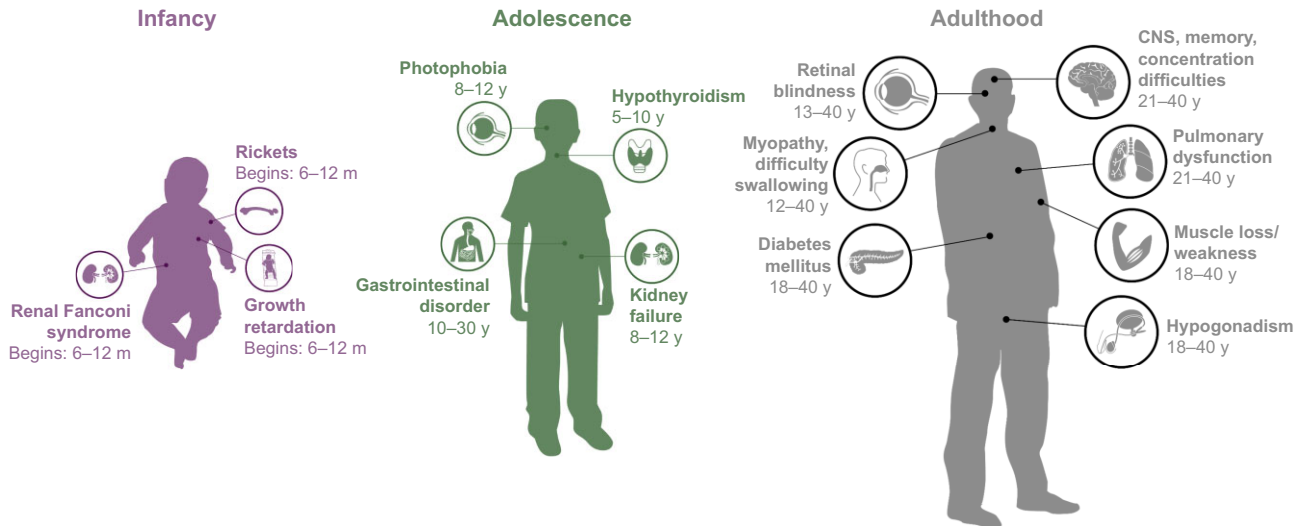 Infancy
Rickets
Begins: 6–12 m
Renal Fanconi
syndrome
Begins: 6–12 m
Growth
retardation
Begins: 6–12 m
Adolescence
Photophobia
8–12 y
Hypothyroidism
5–10 y
Gastrointestinal
disorder
10–30 y
Kidney
failure
8–12 y
Adulthood
Retinal
blindness
13–40 y
CNS, memory,
concentration
difficulties
21–40 y
Myopathy,
difficulty
swallowing
12–40 y
Pulmonary
dysfunction
21–40 y
Diabetes
mellitus
18–40 y
Muscle loss/
weakness
18–40 y
Hypogonadism
18–40 y